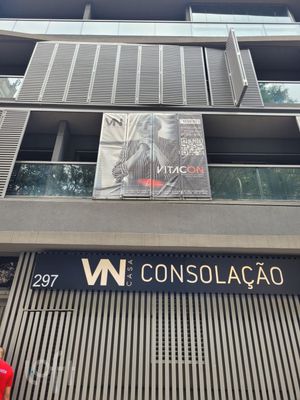 VN
VITACON
297 VN CASA CONSOLAÇÃO